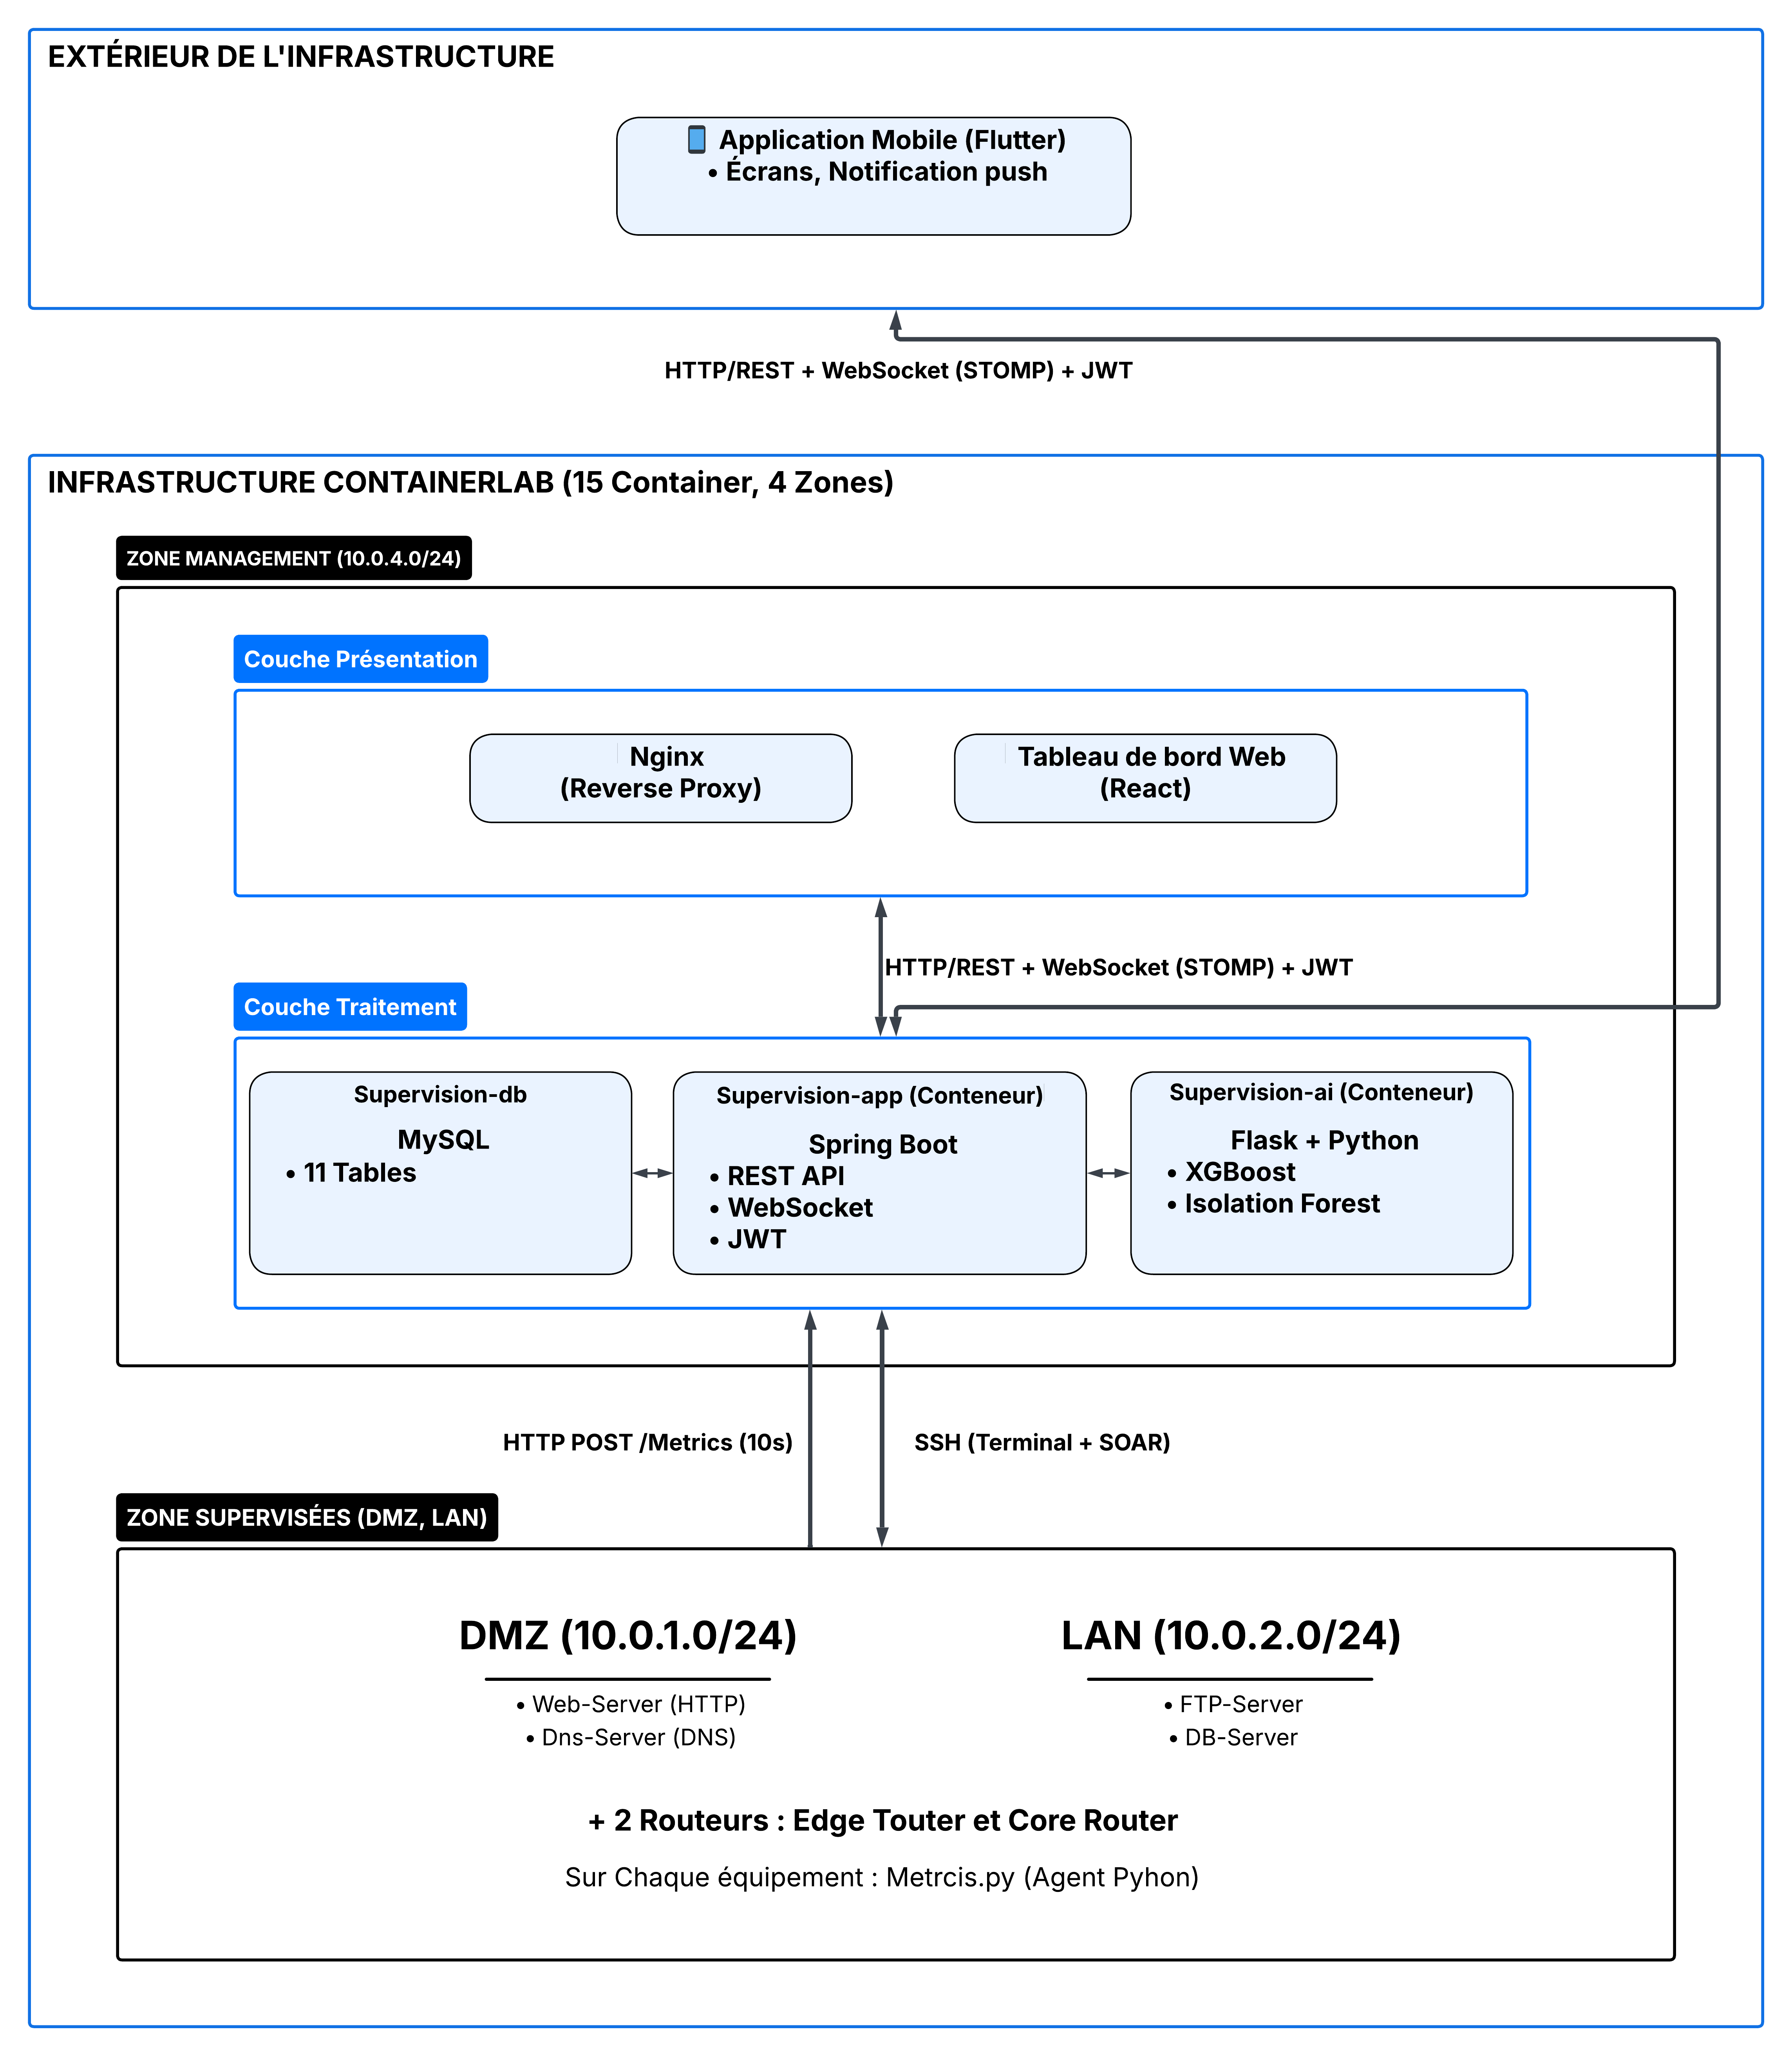 EXTÉRIEUR DE L'INFRASTRUCTURE
Application Mobile (Flutter)
• Écrans, Notification push
HTTP/REST + WebSocket (STOMP) + JWT
INFRASTRUCTURE CONTAINERLAB (15 Container, 4 Zones)
ZONE MANAGEMENT (10.0.4.0/24)
Couche Présentation
Nginx
(Reverse Proxy)
Tableau de bord Web
(React)
HTTP/REST + WebSocket (STOMP) + JWT
Couche Traitement
Supervision-db
MySQL
• 11 Tables
Supervision-app (Conteneur)
Spring Boot
• REST API
• WebSocket
• JWT
Supervision-ai (Conteneur)
Flask + Python
• XGBoost
• Isolation Forest
HTTP POST /Metrics (10s)
SSH (Terminal + SOAR)
ZONE SUPERVISÉES (DMZ, LAN)
DMZ (10.0.1.0/24)
• Web-Server (HTTP)
• Dns-Server (DNS)
LAN (10.0.2.0/24)
• FTP-Server
• DB-Server
+ 2 Routeurs : Edge Touter et Core Router
Sur Chaque équipement : Metrcis.py (Agent Pyhon)